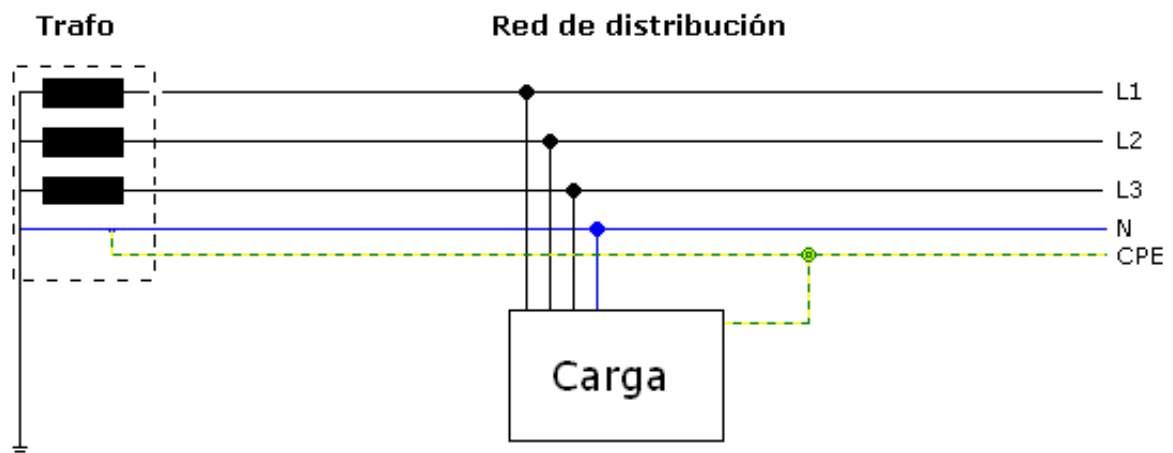 Trafo
Red de distribución
L1
L2
L3
N
CPE
Carga